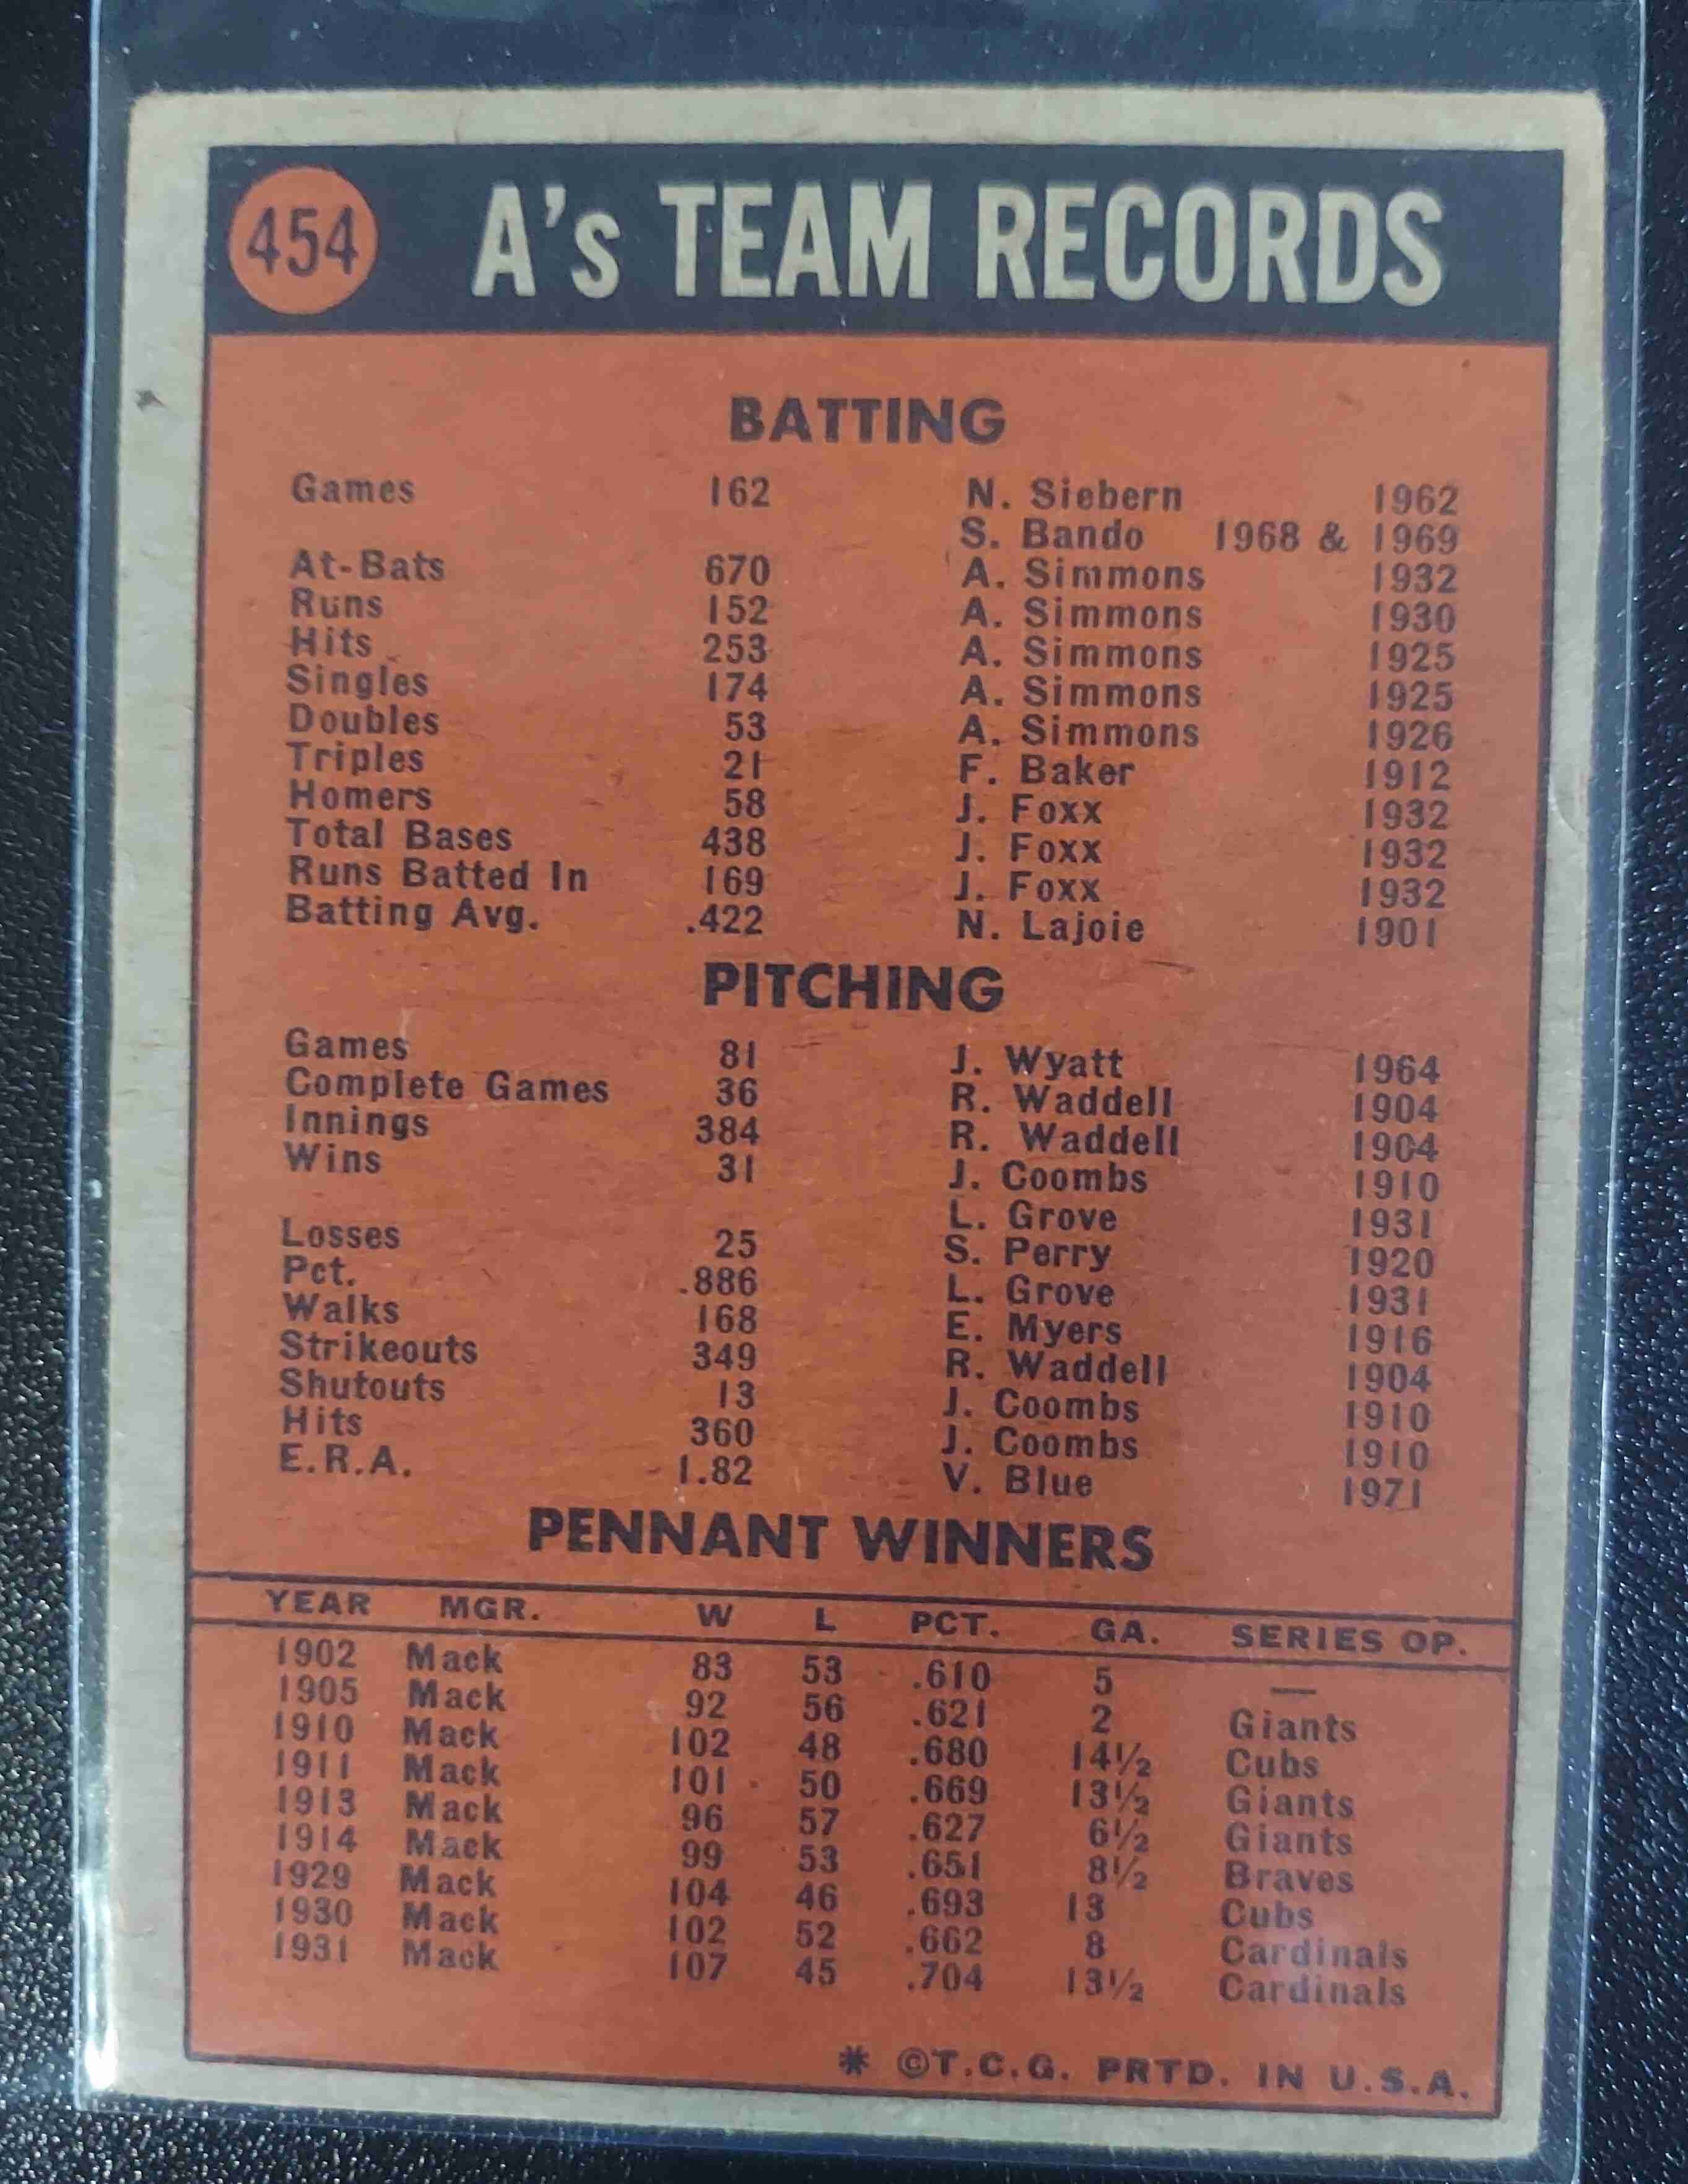 454 A's TEAM RECORDS
BATTING
Games 162 N. Siebern 1962
S. Bando 1968 & 1969
At-Bats 670 A. Simmons 1932
Runs 152 A. Simmons 1930
Hits 253 A. Simmons 1925
Singles 174 A. Simmons 1925
Doubles 53 A. Simmons 1926
Triples 21 F. Baker 1912
Homers 58 J. Foxx 1932
Total Bases 438 J. Foxx 1932
Runs Batted In 169 J. Foxx 1932
Batting Avg. .422 N. Lajoie 1901
PITCHING
Games 81 J. Wyatt 1964
Complete Games 36 R. Waddell 1904
Innings 384 R. Waddell 1904
Wins 31 J. Coombs 1910
L. Grove 1931
Losses 25 S. Perry 1920
Pct. .886 L. Grove 1931
Walks 168 E. Myers 1916
Strikeouts 349 R. Waddell 1904
Shutouts 13 J. Coombs 1910
Hits 360 J. Coombs 1910
E.R.A. 1.82 V. Blue 1971
PENNANT WINNERS
YEAR MGR. W L PCT. GA. SERIES OP.
1902 Mack 83 53 .610 5 —
1905 Mack 92 56 .621 2 Giants
1910 Mack 102 48 .680 14½ Cubs
1911 Mack 101 50 .669 13½ Giants
1913 Mack 96 57 .627 6½ Giants
1914 Mack 99 53 .651 8½ Braves
1929 Mack 104 46 .693 13 Cubs
1930 Mack 102 52 .662 8 Cardinals
1931 Mack 107 45 .704 13½ Cardinals
* ©T.C.G. PRTD. IN U.S.A.